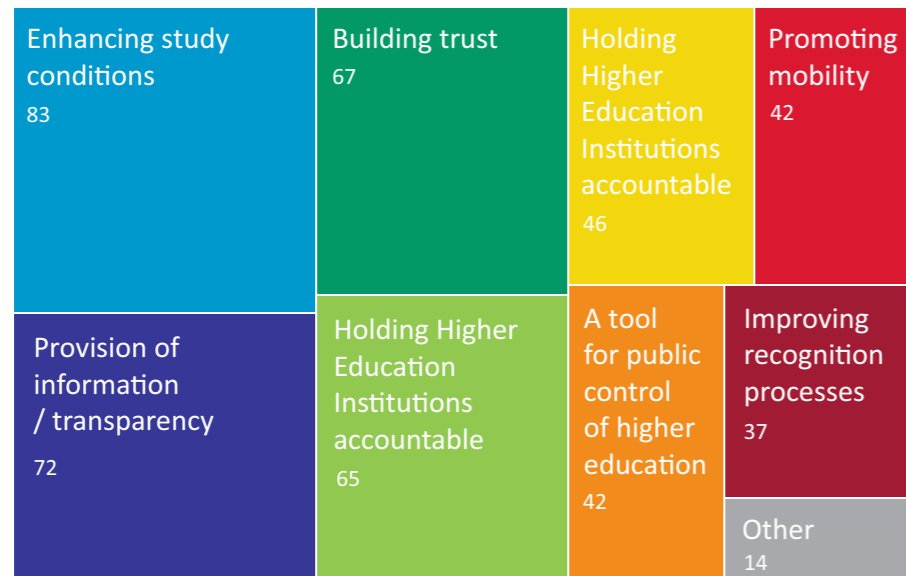 Enhancing study
conditions
83
Provision of
information
/ transparency
72
Building trust
67
Holding Higher
Education
Institutions
accountable
65
Holding
Higher
Education
Institutions
accountable
46
Promoting
mobility
42
A tool
for public
control
of higher
education
42
Improving
recognition
processes
37
Other
14